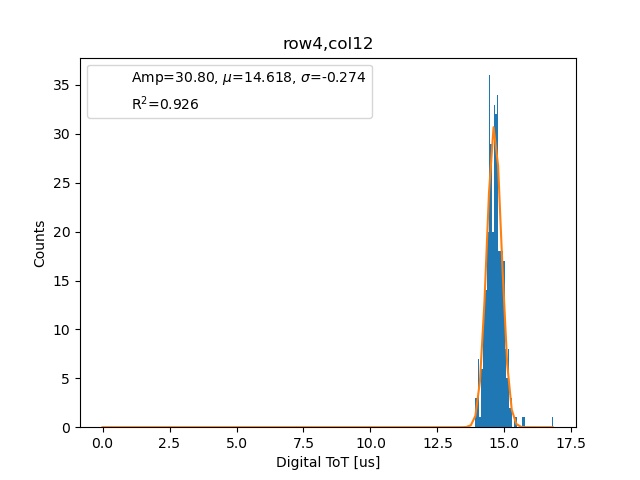 row4,col12
Amp=30.80, μ=14.618, σ=-0.274
R²=0.926
35
30
25
20
15
10
5
0
Counts
0.0 2.5 5.0 7.5 10.0 12.5 15.0 17.5
Digital ToT [us]